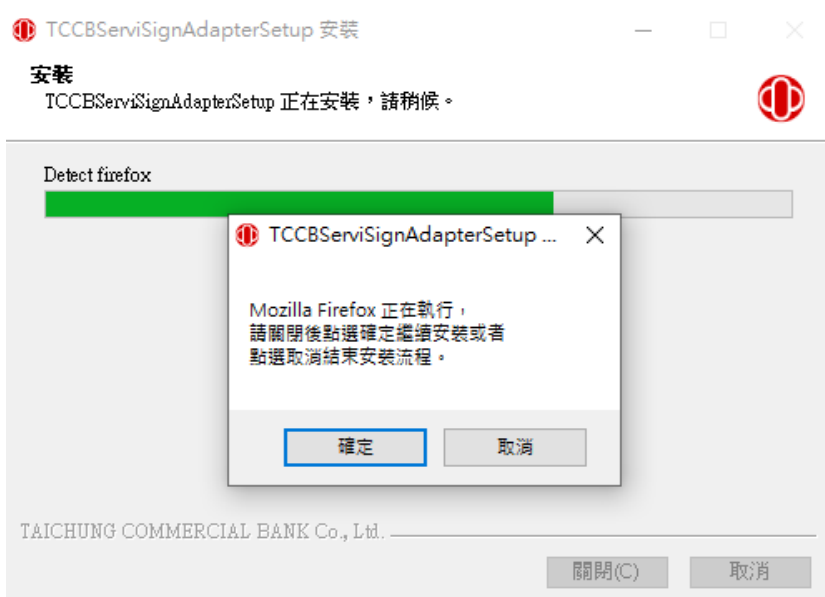 TCCBServiSignAdapterSetup 安裝
安裝
TCCBServiSignAdapterSetup 正在安裝，請稍候。
Detect firefox
TCCBServiSignAdapterSetup ...
Mozilla Firefox 正在執行，
請關閉後點選確定繼續安裝或者
點選取消結束安裝流程。
確定
取消
TAICHUNG COMMERCIAL BANK Co., Ltd.
關閉(C)
取消